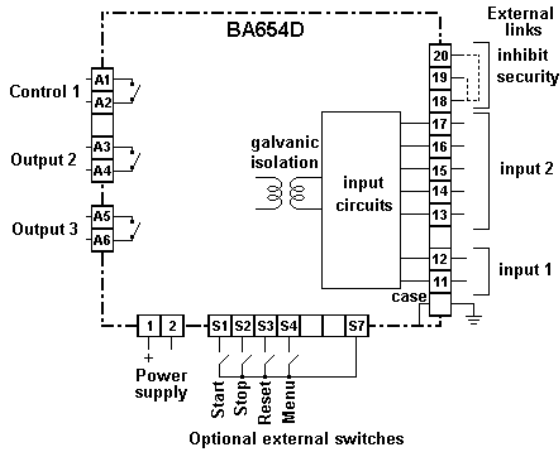 BA654D
External
links
inhibit
security
20
19
18
17
16
15
14
13
12
11
input 2
input 1
case
A1
A2
Control 1
A3
A4
Output 2
A5
A6
Output 3
galvanic
isolation
input
circuits
1 2
S1 S2 S3 S4 S7
+
Power
supply
Start
Stop
Reset
Menu
Optional external switches